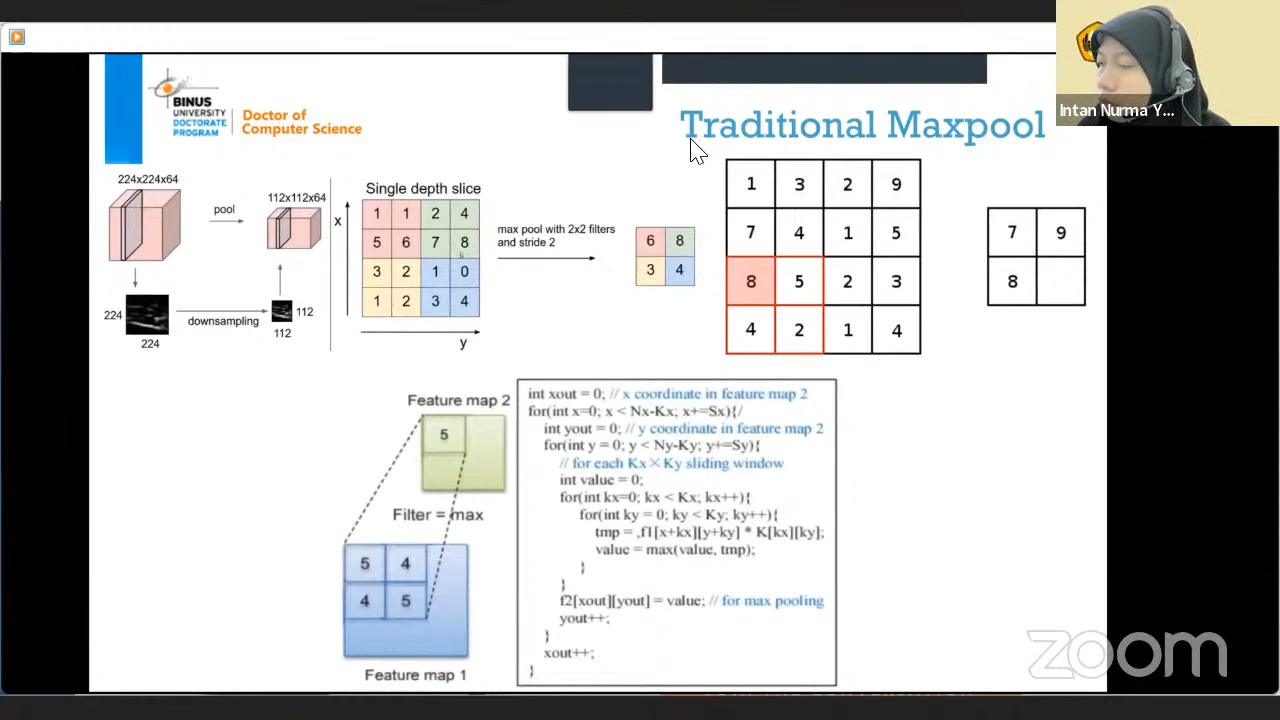 Intan Nurma Y...
BINUS
UNIVERSITY
DOCTORATE
PROGRAM
Doctor of
Computer Science
Traditional Maxpool
224x224x64
pool
112x112x64
224
224
downsampling
112
112
Single depth slice
x
1 1 2 4
5 6 7 8
3 2 1 0
1 2 3 4
y
max pool with 2x2 filters
and stride 2
6 8
3 4
1 3 2 9
7 4 1 5
8 5 2 3
4 2 1 4
7 9
8
Feature map 2
5
Filter = max
5 4
4 5
Feature map 1
int xout = 0; // x coordinate in feature map 2
for(int x=0; x < Nx-Kx; x+=Sx){/
int yout = 0; // y coordinate in feature map 2
for(int y = 0; y < Ny-Ky; y+=Sy){
// for each Kx×Ky sliding window
int value = 0;
for(int kx=0; kx < Kx; kx++){
for(int ky = 0; ky < Ky; ky++){
tmp = ,f1[x+kx][y+ky] * K[kx][ky];
value = max(value, tmp);
}
}
f2[xout][yout] = value; // for max pooling
yout++;
}
xout++;
}
zoom